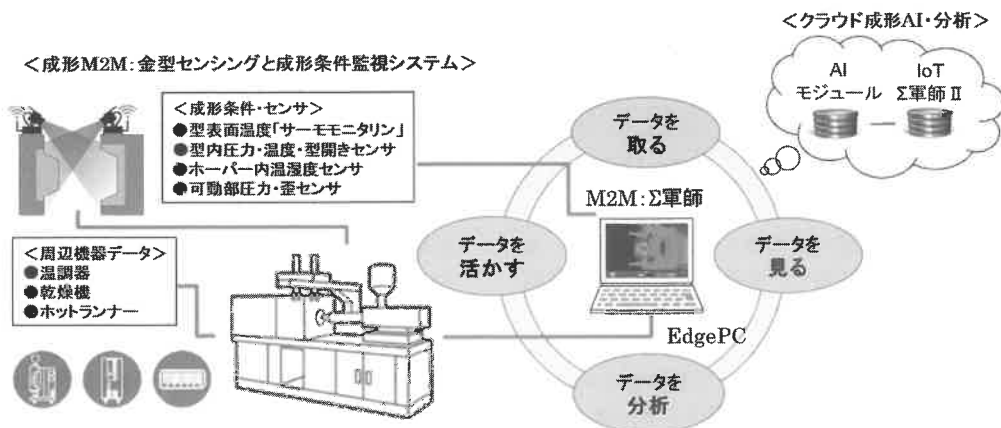 <成形M2M:金型センシングと成形条件監視システム>
<成形条件・センサ>
●型表面温度「サーモモニタリン」
●型内圧力・温度・型開きセンサ
●ホーパー内温湿度センサ
●可動部圧力・歪センサ
<周辺機器データ>
●温調器
●乾燥機
●ホットランナー
データを
取る
データを
活かす
M2M:Σ軍師
EdgePC
データを
見る
データを
分析
<クラウド成形AI・分析>
AI
モジュール
IoT
Σ軍師Ⅱ